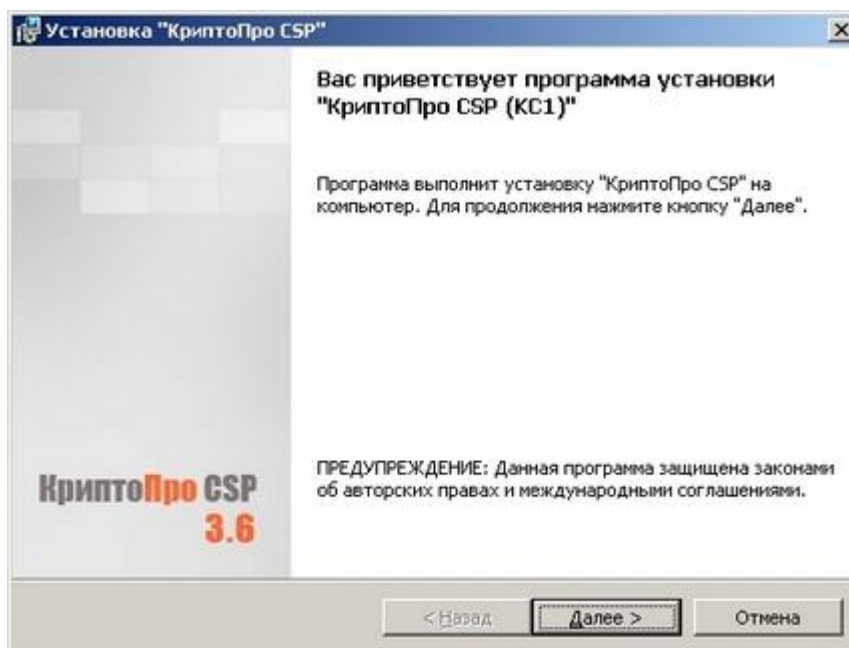 Установка "КриптоПро CSP"
Вас приветствует программа установки
"КриптоПро CSP (КС1)"
Программа выполнит установку "КриптоПро CSP" на
компьютер. Для продолжения нажмите кнопку "Далее".
ПРЕДУПРЕЖДЕНИЕ: Данная программа защищена законами
об авторских правах и международными соглашениями.
КриптоПро CSP
3.6
< Назад
Далее >
Отмена